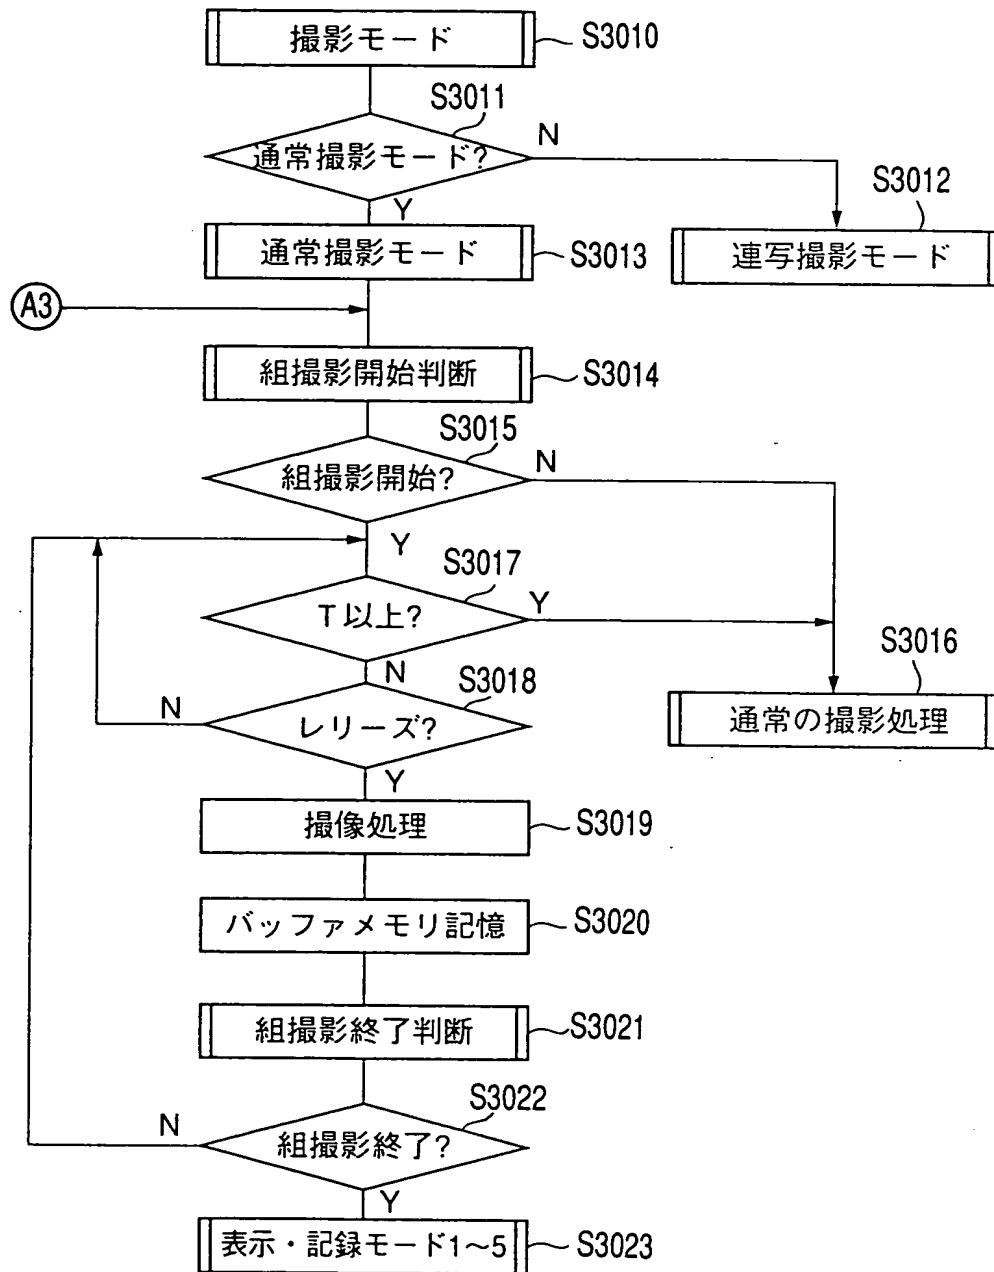 撮影モード
S3010
S3011
通常撮影モード?
N
Y
S3012
連写撮影モード
通常撮影モード
S3013
A3
組撮影開始判断
S3014
S3015
組撮影開始?
N
Y
S3017
T以上?
Y
N
S3016
通常の撮影処理
S3018
レリーズ?
N
Y
撮像処理
S3019
バッファメモリ記憶
S3020
組撮影終了判断
S3021
S3022
組撮影終了?
N
Y
表示・記録モード1~5
S3023